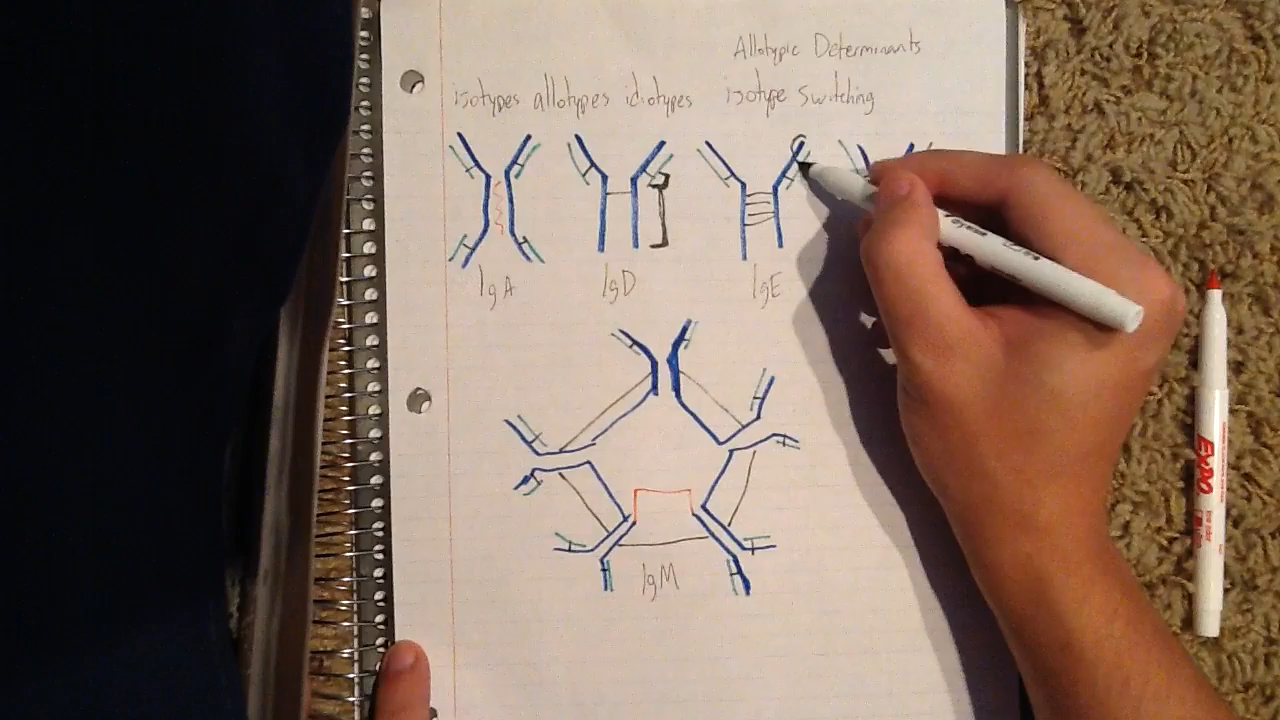 Allotypic Determinants
isotypes allotypes idiotypes isotype switching
IgA IgD IgE
IgM
EXPO